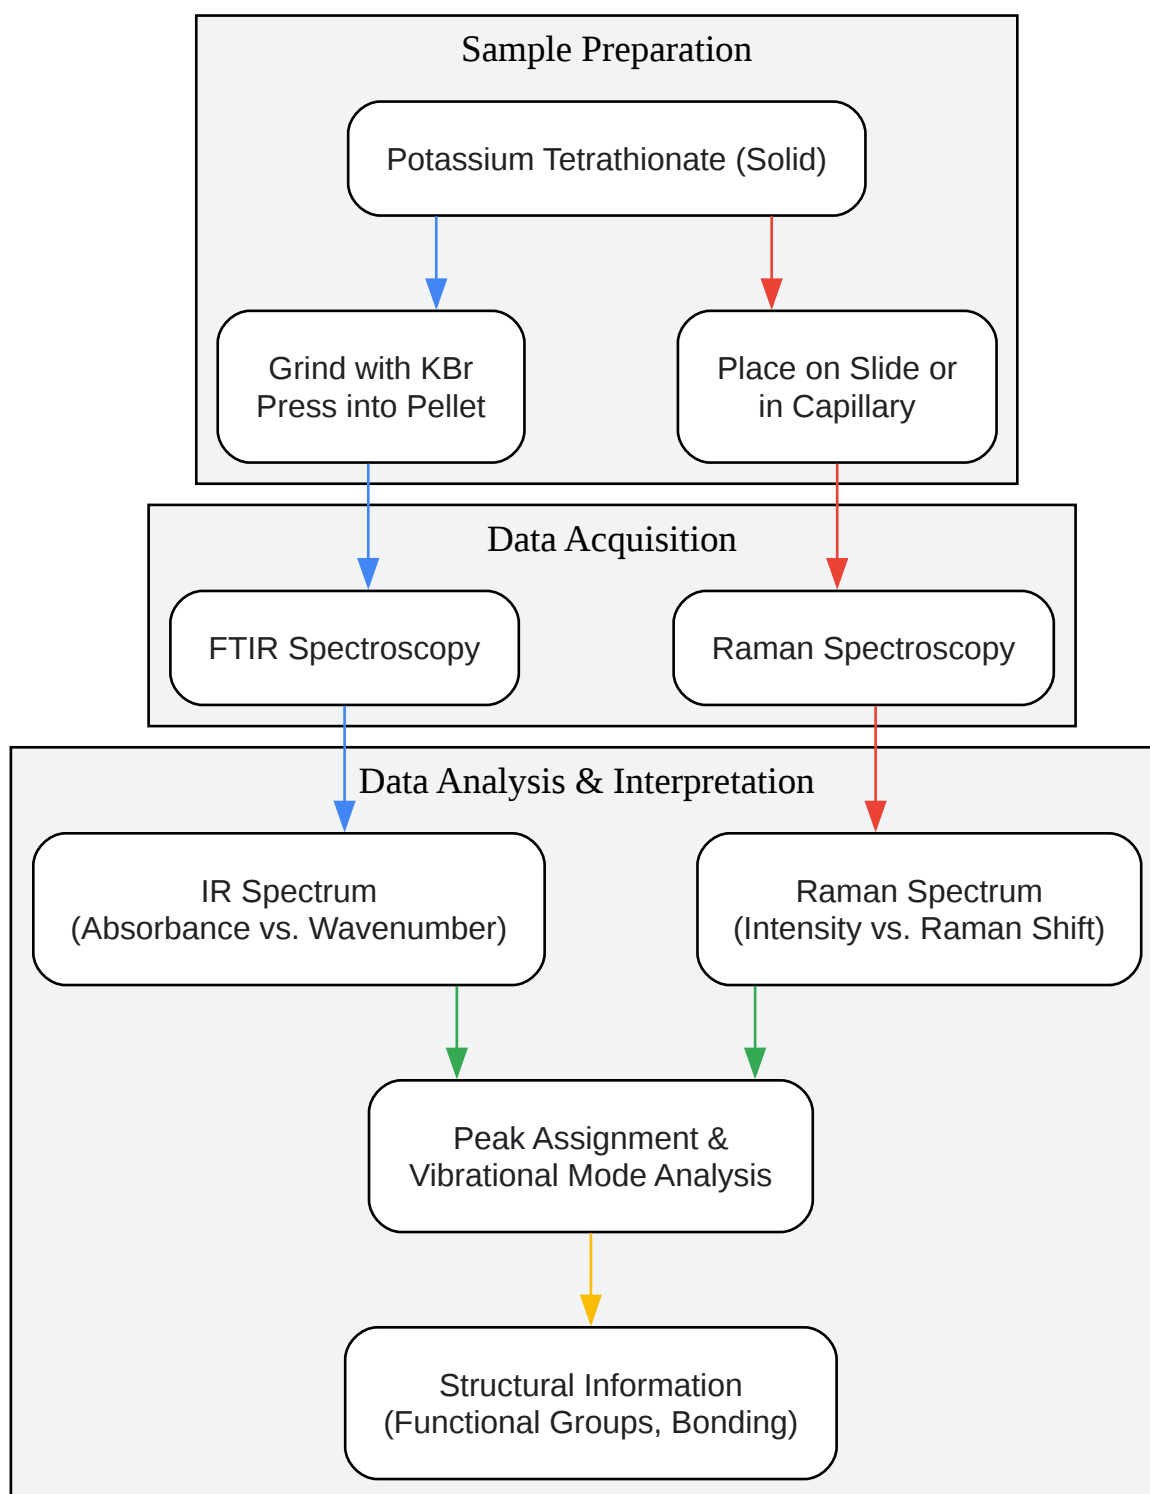 Sample Preparation
Potassium Tetrathionate (Solid)
Grind with KBr
Press into Pellet
Place on Slide or
in Capillary
Data Acquisition
FTIR Spectroscopy
Raman Spectroscopy
Data Analysis & Interpretation
IR Spectrum
(Absorbance vs. Wavenumber)
Raman Spectrum
(Intensity vs. Raman Shift)
Peak Assignment &
Vibrational Mode Analysis
Structural Information
(Functional Groups, Bonding)